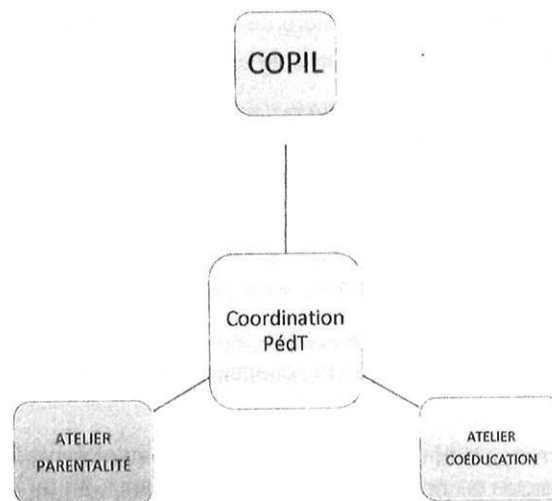 COPIL
Coordination
PédT
ATELIER
PARENTALITÉ
ATELIER
COÉDUCATION